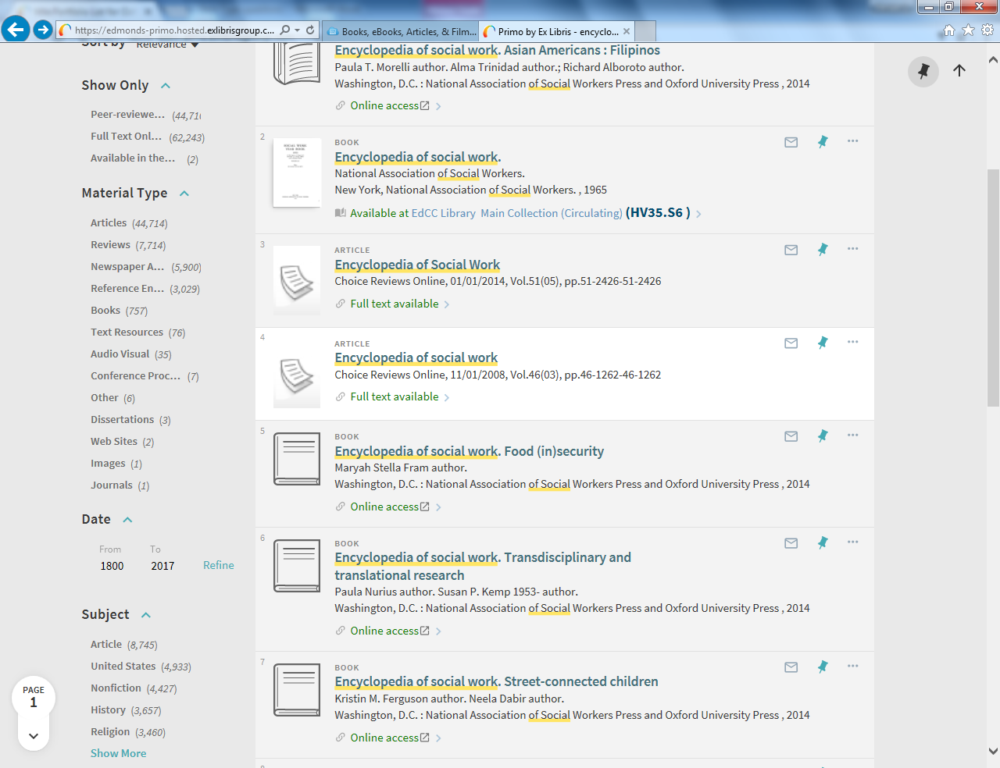 https://edmonds-primo.hosted.exlibrisgroup.c...
Books, eBooks, Articles, & Film...
Primo by Ex Libris - encyclo...
Sort by Relevance
Show Only
Peer-reviewe... (44,710
Full Text Onl... (62,243)
Available in the... (2)
Material Type
Articles (44,714)
Reviews (7,714)
Newspaper A... (5,900)
Reference En... (3,029)
Books (757)
Text Resources (76)
Audio Visual (35)
Conference Proc... (7)
Other (6)
Dissertations (3)
Web Sites (2)
Images (1)
Journals (1)
Date
From To
1800 2017 Refine
Subject
Article (8,745)
United States (4,933)
Nonfiction (4,427)
History (3,657)
Religion (3,460)
Show More
PAGE
1
Encyclopedia of social work. Asian Americans : Filipinos
Paula T. Morelli author. Alma Trinidad author.; Richard Alboroto author.
Washington, D.C. : National Association of Social Workers Press and Oxford University Press , 2014
Online access
2
SOCIAL WORK
YEAR BOOK
BOOK
Encyclopedia of social work.
National Association of Social Workers.
New York, National Association of Social Workers. , 1965
Available at EdCC Library Main Collection (Circulating) (HV35.S6 )
3
ARTICLE
Encyclopedia of Social Work
Choice Reviews Online, 01/01/2014, Vol.51(05), pp.51-2426-51-2426
Full text available
4
ARTICLE
Encyclopedia of social work
Choice Reviews Online, 11/01/2008, Vol.46(03), pp.46-1262-46-1262
Full text available
5
BOOK
Encyclopedia of social work. Food (in)security
Maryah Stella Fram author.
Washington, D.C. : National Association of Social Workers Press and Oxford University Press , 2014
Online access
6
BOOK
Encyclopedia of social work. Transdisciplinary and
translational research
Paula Nurius author. Susan P. Kemp 1953- author.
Washington, D.C. : National Association of Social Workers Press and Oxford University Press , 2014
Online access
7
BOOK
Encyclopedia of social work. Street-connected children
Kristin M. Ferguson author. Neela Dabir author.
Washington, D.C. : National Association of Social Workers Press and Oxford University Press , 2014
Online access